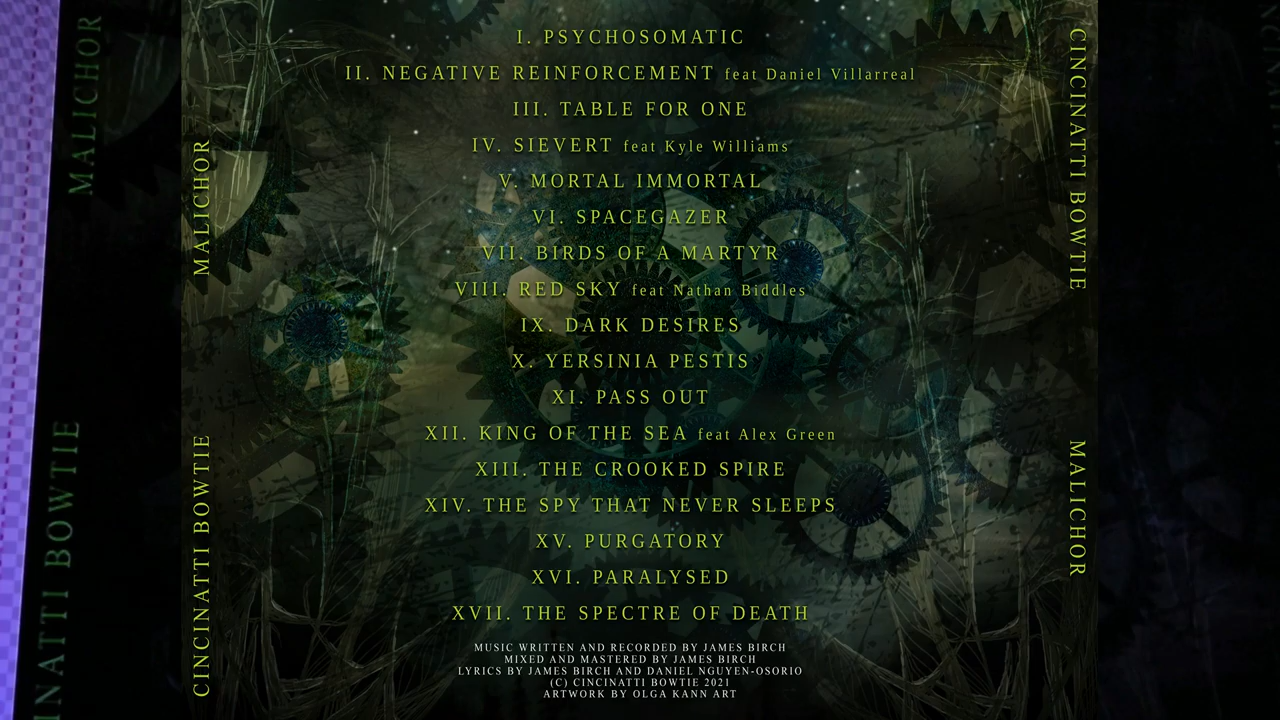 I. PSYCHOSOMATIC
II. NEGATIVE REINFORCEMENT feat Daniel Villarreal
III. TABLE FOR ONE
IV. SIEVERT feat Kyle Williams
V. MORTAL IMMORTAL
VI. SPACEGAZER
VII. BIRDS OF A MARTYR
VIII. RED SKY feat Nathan Biddles
IX. DARK DESIRES
X. YERSINIA PESTIS
XI. PASS OUT
XII. KING OF THE SEA feat Alex Green
XIII. THE CROOKED SPIRE
XIV. THE SPY THAT NEVER SLEEPS
XV. PURGATORY
XVI. PARALYSED
XVII. THE SPECTRE OF DEATH
MUSIC WRITTEN AND RECORDED BY JAMES BIRCH
MIXED AND MASTERED BY JAMES BIRCH
LYRICS BY JAMES BIRCH AND DANIEL NGUYEN-OSORIO
(C) CINCINATTI BOWTIE 2021
ARTWORK BY OLGA KANN ART
CINCINATTI BOWTIE
MALICHOR
CINCINATTI BOWTIE
MALICHOR
NATTI BOWTIE
MALICHOR